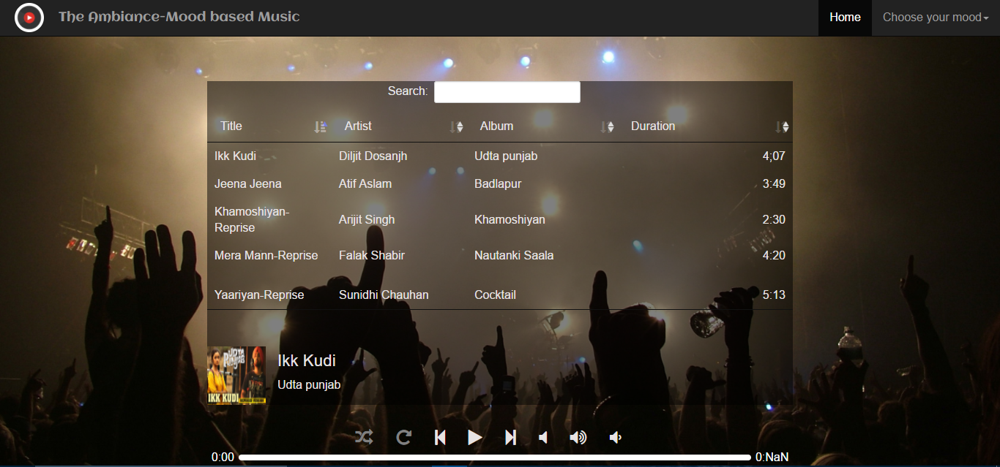 The Ambiance-Mood based Music
Home
Choose your mood
Search:
Title Artist Album Duration
Ikk Kudi Diljit Dosanjh Udta punjab 4;07
Jeena Jeena Atif Aslam Badlapur 3:49
Khamoshiyan-
Reprise Arijit Singh Khamoshiyan 2:30
Mera Mann-Reprise Falak Shabir Nautanki Saala 4:20
Yaariyan-Reprise Sunidhi Chauhan Cocktail 5:13
UDTA
PUNJAB
IKK KUDI
Ikk Kudi
Udta punjab
0:00 0:NaN